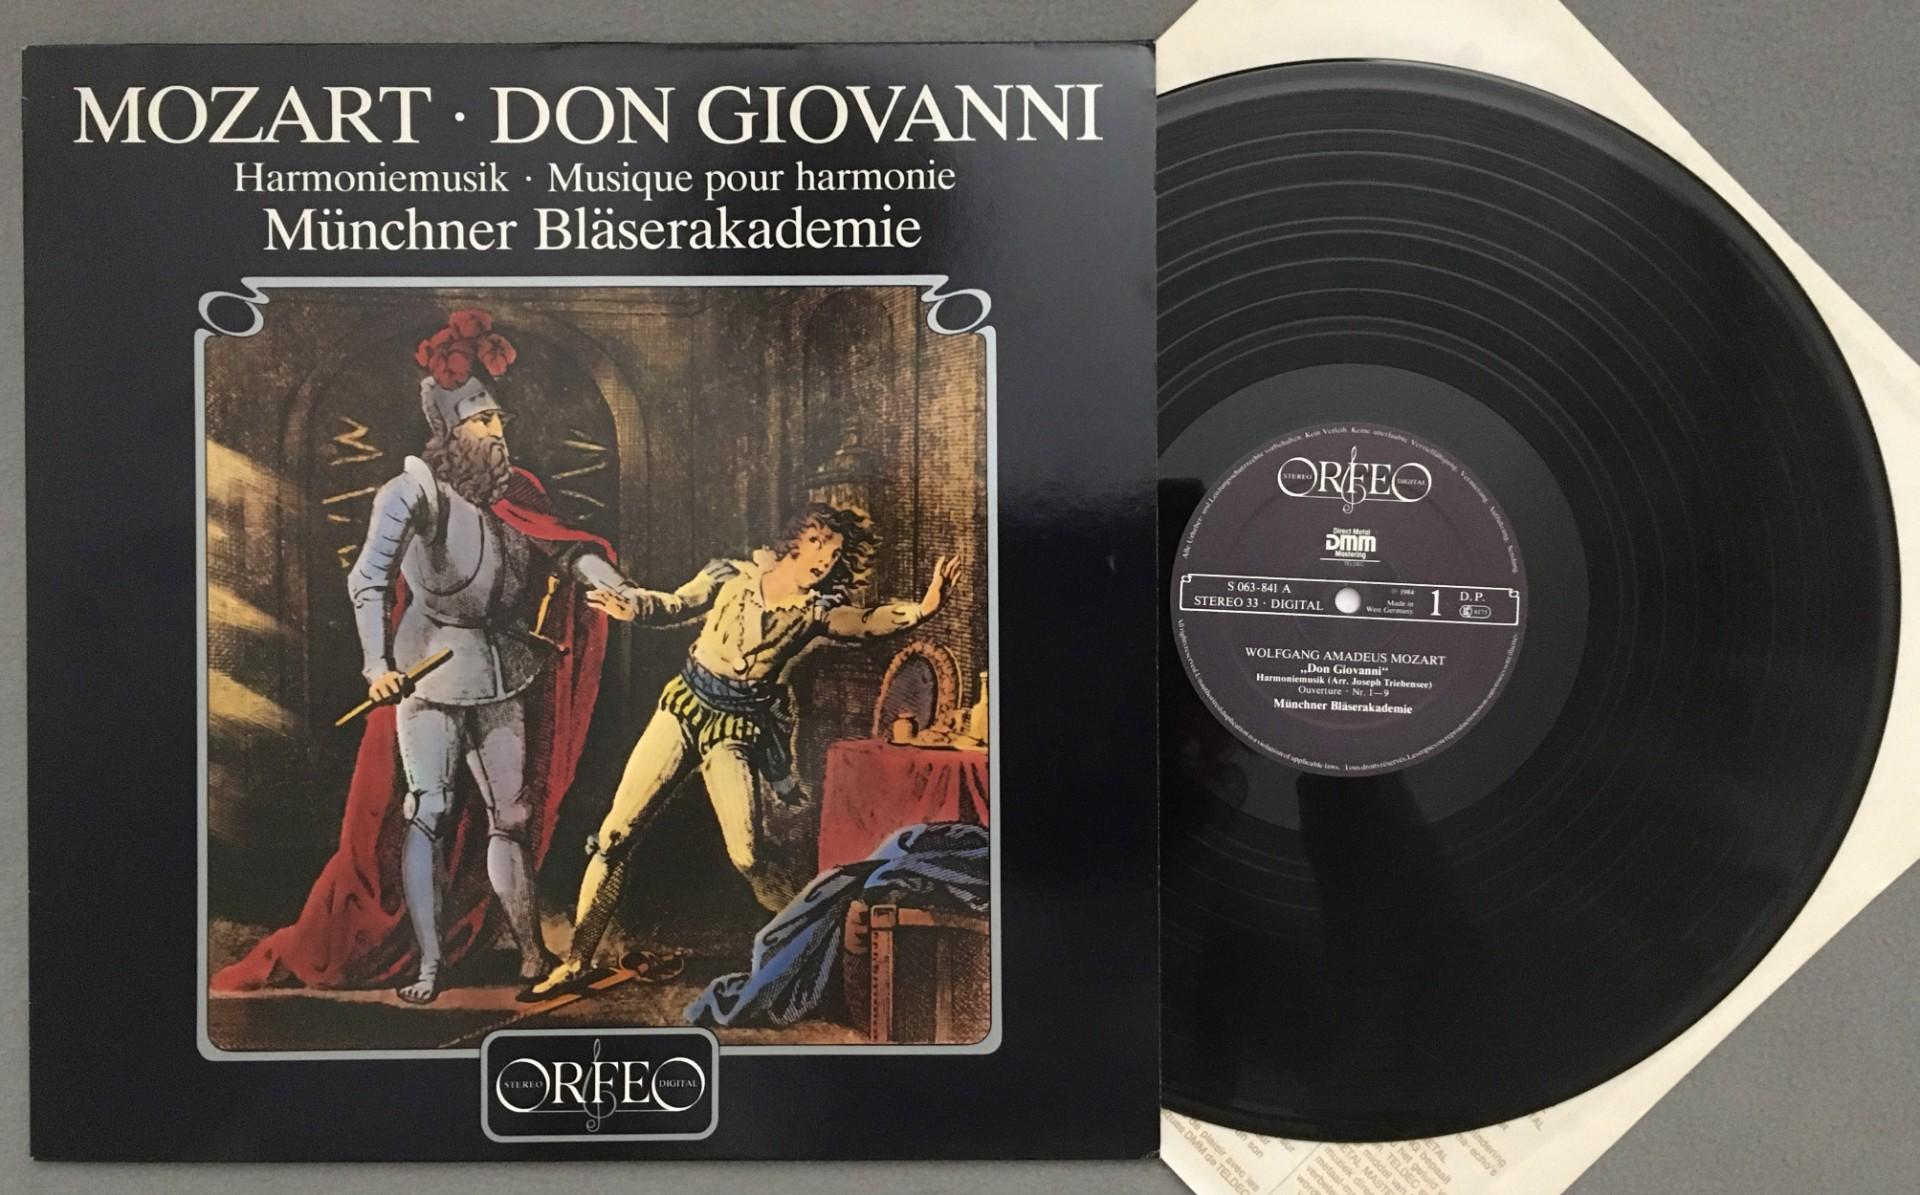 MOZART · DON GIOVANNI
Harmoniemusik · Musique pour harmonie
Münchner Bläserakademie
STEREO ORFEO DIGITAL
STEREO ORFEO DIGITAL
Direct Metal
DMM
Mastering
TELDEC
S 063-841 A
STEREO 33 · DIGITAL
1984
Made in
West Germany
1
D.P.
WOLFGANG AMADEUS MOZART
„Don Giovanni“
Harmoniemusik (Arr. Joseph Triebensee)
Ouverture · Nr. 1—9
Münchner Bläserakademie